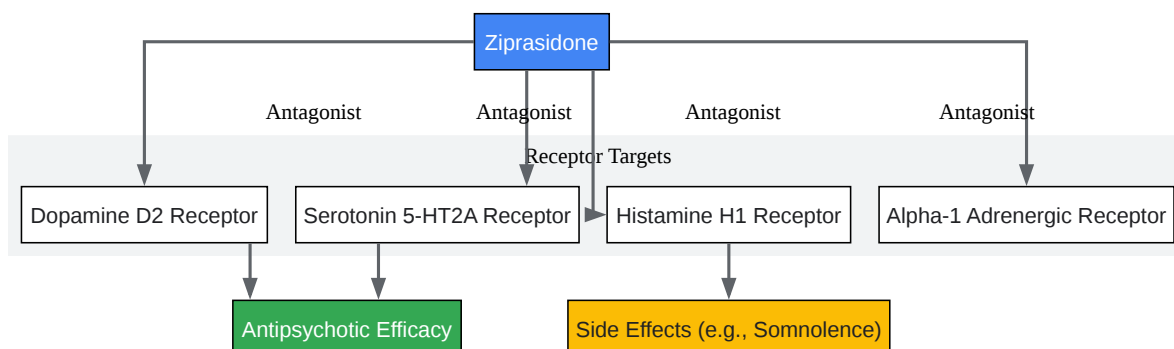 Ziprasidone
Antagonist
Antagonist
Antagonist
Antagonist
Receptor Targets
Dopamine D2 Receptor
Serotonin 5-HT2A Receptor
Histamine H1 Receptor
Alpha-1 Adrenergic Receptor
Antipsychotic Efficacy
Side Effects (e.g., Somnolence)